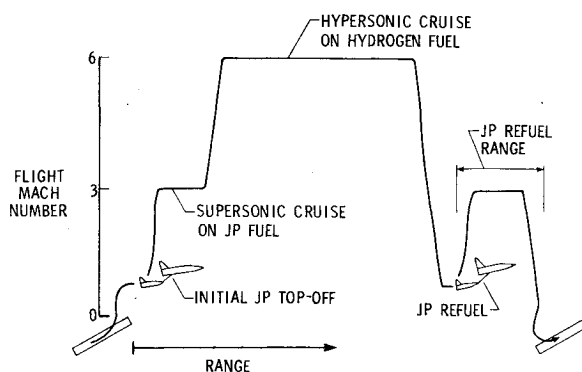 HYPERSONIC CRUISE
ON HYDROGEN FUEL
6
JP REFUEL
RANGE
FLIGHT
MACH
NUMBER
3
SUPERSONIC CRUISE
ON JP FUEL
INITIAL JP TOP-OFF
JP REFUEL
0
RANGE